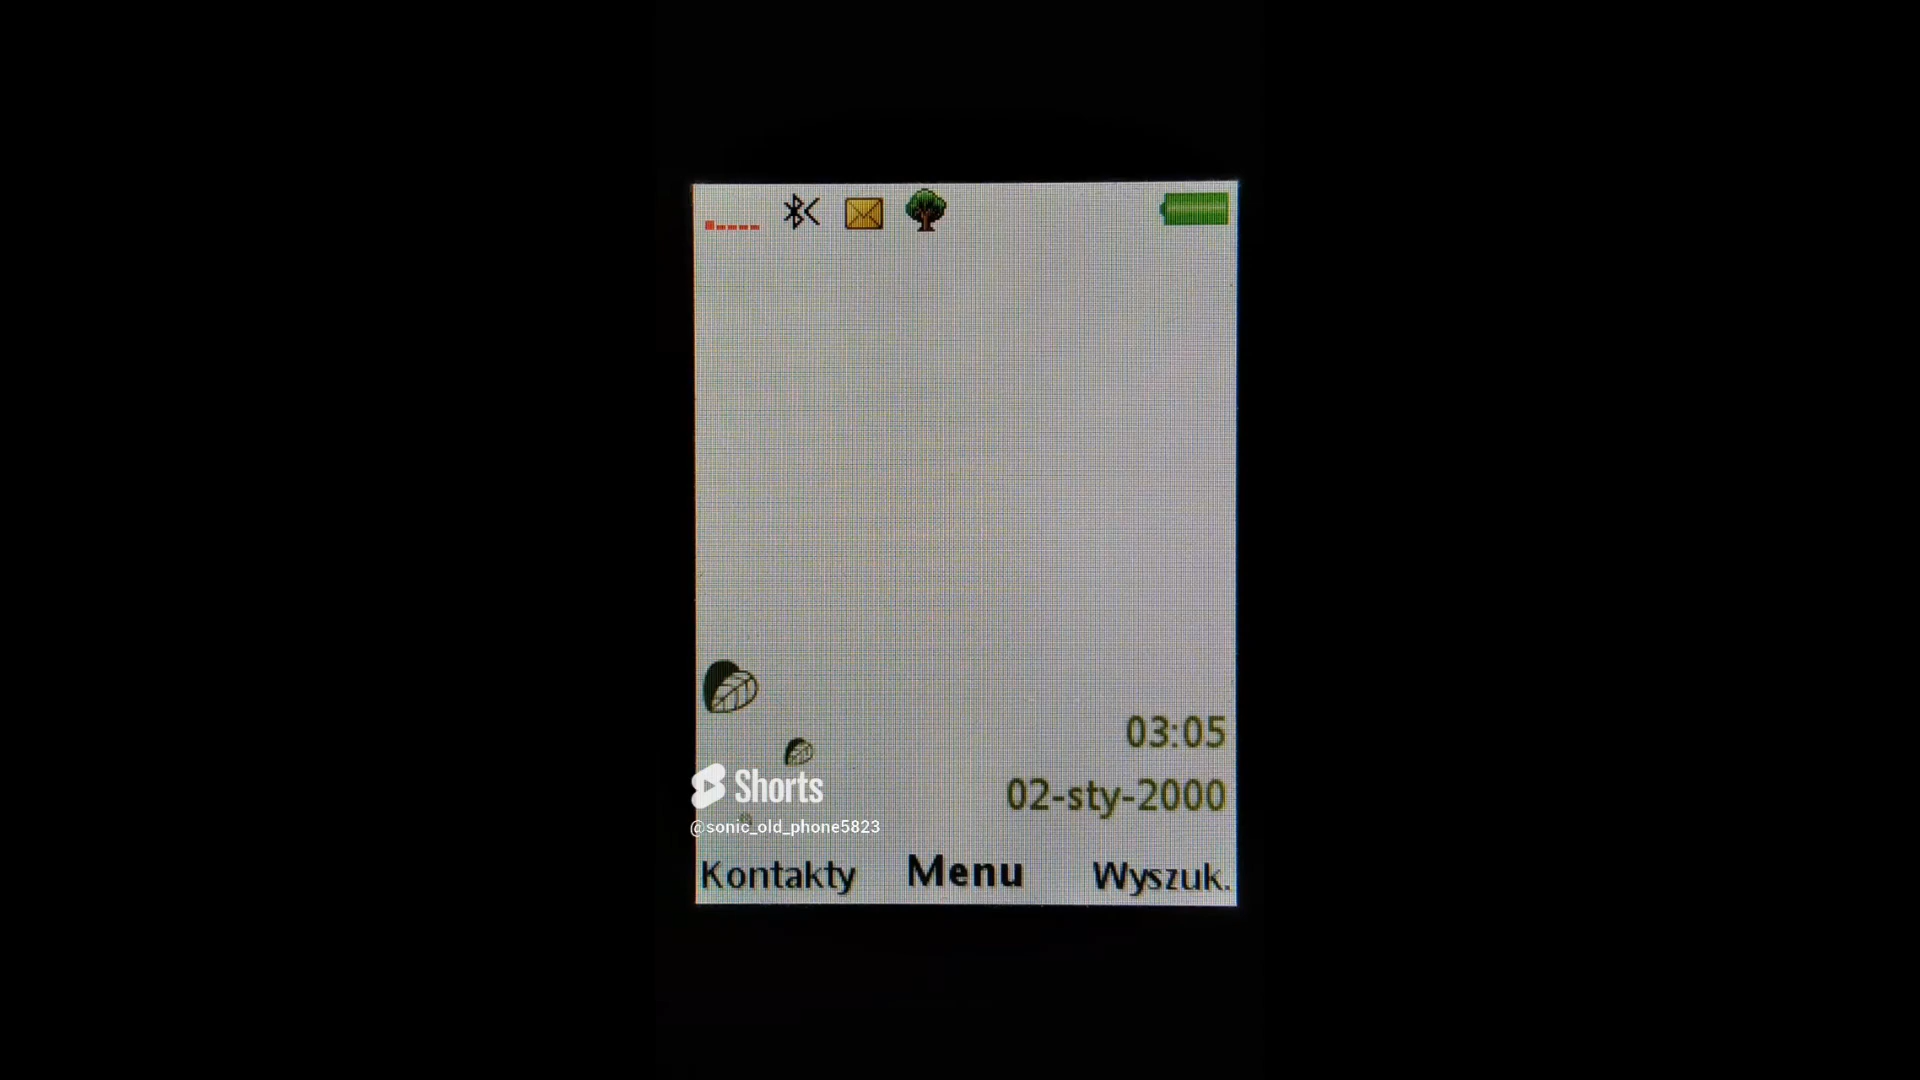 03:05
02-sty-2000
Shorts
@sonic_old_phone5823
Kontakty Menu Wyszuk.